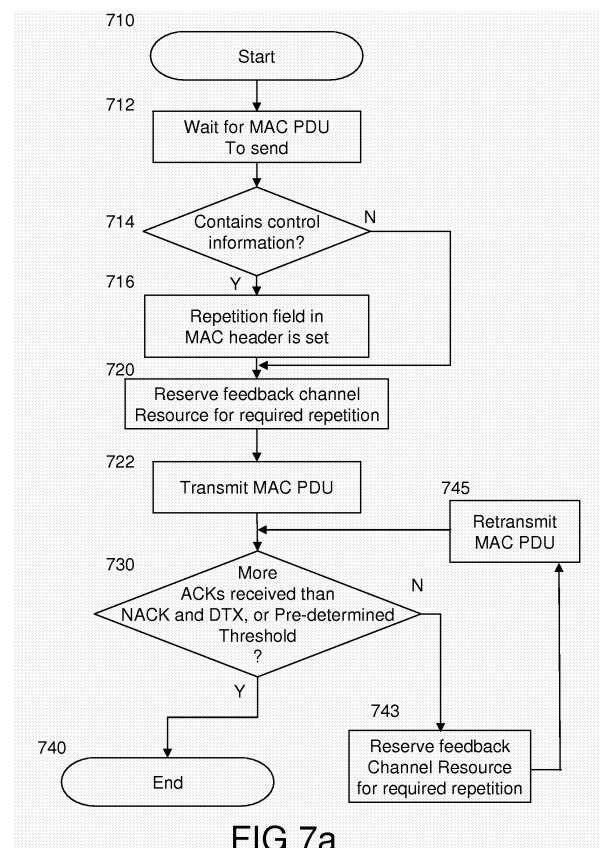 710
Start
712
Wait for MAC PDU
To send
714
Contains control
information?
N
Y
716
Repetition field in
MAC header is set
720
Reserve feedback channel
Resource for required repetition
722
Transmit MAC PDU
745
Retransmit
MAC PDU
730
More
ACKs received than
NACK and DTX, or Pre-determined
Threshold
?
N
Y
743
Reserve feedback
Channel Resource
for required repetition
740
End
FIG 7a